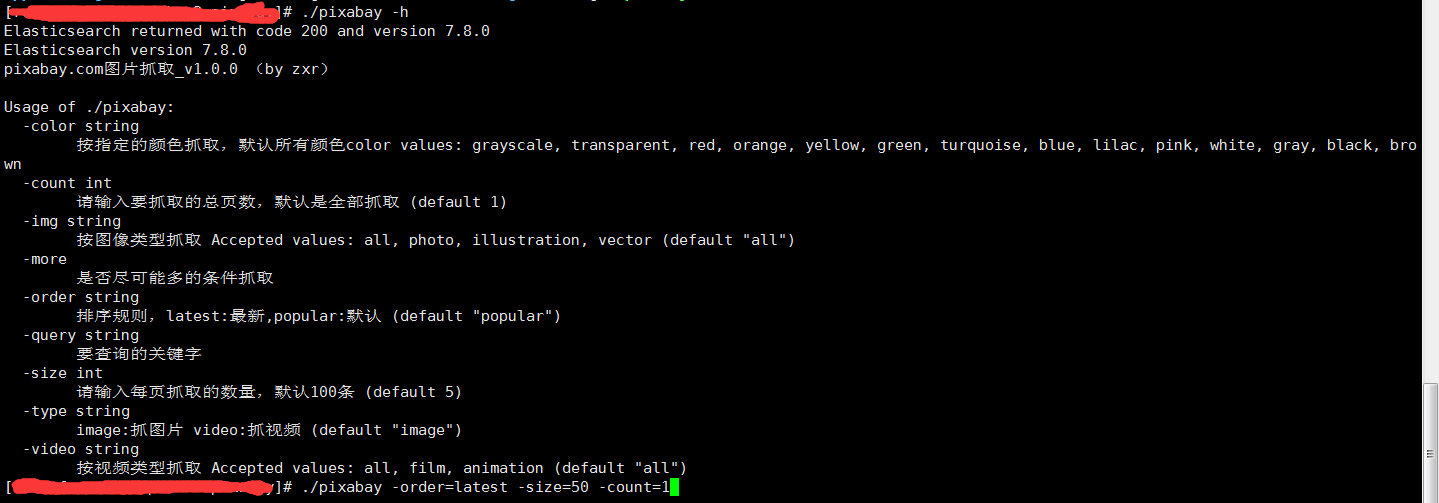 [ ]# ./pixabay -h
Elasticsearch returned with code 200 and version 7.8.0
Elasticsearch version 7.8.0
pixabay.com图片抓取_v1.0.0 （by zxr）
Usage of ./pixabay:
-color string
按指定的颜色抓取，默认所有颜色color values: grayscale, transparent, red, orange, yellow, green, turquoise, blue, lilac, pink, white, gray, black, bro
wn
-count int
请输入要抓取的总页数，默认是全部抓取 (default 1)
-img string
按图像类型抓取 Accepted values: all, photo, illustration, vector (default "all")
-more
是否尽可能多的条件抓取
-order string
排序规则，latest:最新,popular:默认 (default "popular")
-query string
要查询的关键字
-size int
请输入每页抓取的数量，默认100条 (default 5)
-type string
image:抓图片 video:抓视频 (default "image")
-video string
按视频类型抓取 Accepted values: all, film, animation (default "all")
[ ]# ./pixabay -order=latest -size=50 -count=1